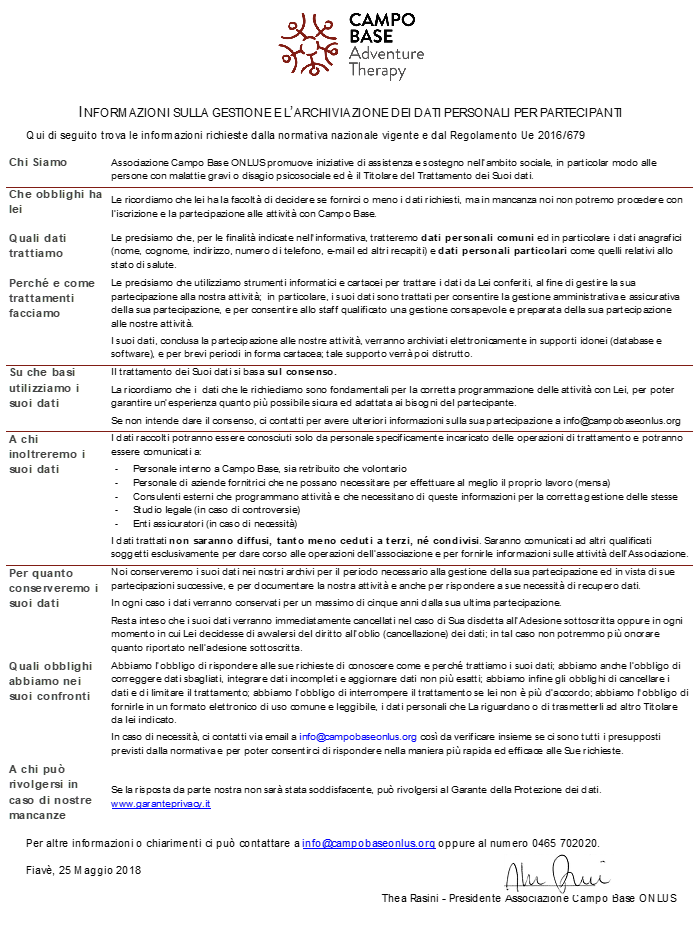 CAMPO
BASE
Adventure
Therapy
INFORMAZIONI SULLA GESTIONE E L'ARCHIVIAZIONE DEI DATI PERSONALI PER PARTECIPANTI
Qui di seguito trova le informazioni richieste dalla normativa nazionale vigente e dal Regolamento Ue 2016/679
Chi Siamo
Associazione Campo Base ONLUS promuove iniziative di assistenza e sostegno nell'ambito sociale, in particolar modo alle
persone con malattie gravi o disagio psicosociale ed è il Titolare del Trattamento dei Suoi dati.
Che obblighi ha
lei
Le ricordiamo che lei ha la facoltà di decidere se fornirci o meno i dati richiesti, ma in mancanza noi non potremo procedere con
l'iscrizione e la partecipazione alle attività con Campo Base.
Quali dati
trattiamo
Le precisiamo che, per le finalità indicate nell'informativa, tratteremo dati personali comuni ed in particolare i dati anagrafici
(nome, cognome, indirizzo, numero di telefono, e-mail ed altri recapiti) e dati personali particolari come quelli relativi allo
stato di salute.
Perché e come
trattamenti
facciamo
Le precisiamo che utilizziamo strumenti informatici e cartacei per trattare i dati da Lei conferiti, al fine di gestire la sua
partecipazione alla nostra attività; in particolare, i suoi dati sono trattati per consentire la gestione amministrativa e assicurativa
della sua partecipazione, e per consentire allo staff qualificato una gestione consapevole e preparata della sua partecipazione
alle nostre attività.
I suoi dati, conclusa la partecipazione alle nostre attività, verranno archiviati elettronicamente in supporti idonei (database e
software), e per brevi periodi in forma cartacea; tale supporto verrà poi distrutto.
Su che basi
utilizziamo i
suoi dati
Il trattamento dei Suoi dati si basa sul consenso.
La ricordiamo che i dati che le richiediamo sono fondamentali per la corretta programmazione delle attività con Lei, per poter
garantire un'esperienza quanto più possibile sicura ed adattata ai bisogni del partecipante.
Se non intende dare il consenso, ci contatti per avere ulteriori informazioni sulla sua partecipazione a info@campobaseonlus.org
A chi
inoltreremo i
suoi dati
I dati raccolti potranno essere conosciuti solo da personale specificamente incaricato delle operazioni di trattamento e potranno
essere comunicati a:
- Personale interno a Campo Base, sia retribuito che volontario
- Personale di aziende fornitrici che ne possano necessitare per effettuare al meglio il proprio lavoro (mensa)
- Consulenti esterni che programmano attività e che necesitano di queste informazioni per la corretta gestione delle stesse
- Studio legale (in caso di controversie)
- Enti assicuratori (in caso di necessità)
I dati trattati non saranno diffusi, tanto meno ceduti a terzi, né condivisi. Saranno comunicati ad altri qualificati
soggetti esclusivamente per dare corso alle operazioni dell'associazione e per fornirle informazioni sulle attività dell'Associazione.
Per quanto
conserveremo i
suoi dati
Noi conserveremo i suoi dati nei nostri archivi per il periodo necessario alla gestione della sua partecipazione ed in vista di sue
partecipazioni successive, e per documentare la nostra attività e anche per rispondere a sue necessità di recupero dati.
In ogni caso i dati verranno conservati per un massimo di cinque anni dalla sua ultima partecipazione.
Resta inteso che i suoi dati verranno immediatamente cancellati nel caso di Sua disdetta all'Adesione sottoscritta oppure in ogni
momento in cui Lei decidesse di avvalersi del diritto all'oblio (cancellazione) dei dati; in tal caso non potremmo più onorare
quanto riportato nell'adesione sottoscritta.
Quali obblighi
abbiamo nei
suoi confronti
Abbiamo l'obbligo di rispondere alle sue richieste di conoscere come e perché trattiamo i suoi dati; abbiamo anche l'obbligo di
correggere dati sbagliati, integrare dati incompleti e aggiornare dati non più esatti; abbiamo infine gli obblighi di cancellare i
dati e di limitare il trattamento; abbiamo l'obbligo di interrompere il trattamento se lei non è più d'accordo; abbiamo l'obbligo di
fornirle in un formato elettronico di uso comune e leggibile, i dati personali che La riguardano o di trasmetterli ad altro Titolare
da lei indicato.
In caso di necessità, ci contatti via email a info@campobaseonlus.org così da verificare insieme se ci sono tutti i presupposti
previsti dalla normativa e per poter consentirci di rispondere nella maniera più rapida ed efficace alle Sue richieste.
A chi può
rivolgersi in
caso di nostre
mancanze
Se la risposta da parte nostra non sarà stata soddisfacente, può rivolgersi al Garante della Protezione dei dati.
www.garanteprivacy.it
Per altre informazioni o chiarimenti ci può contattare a info@campobaseonlus.org oppure al numero 0465 702020.
Fiavè, 25 Maggio 2018
Thea Rasini - Presidente Associazione Campo Base ONLUS